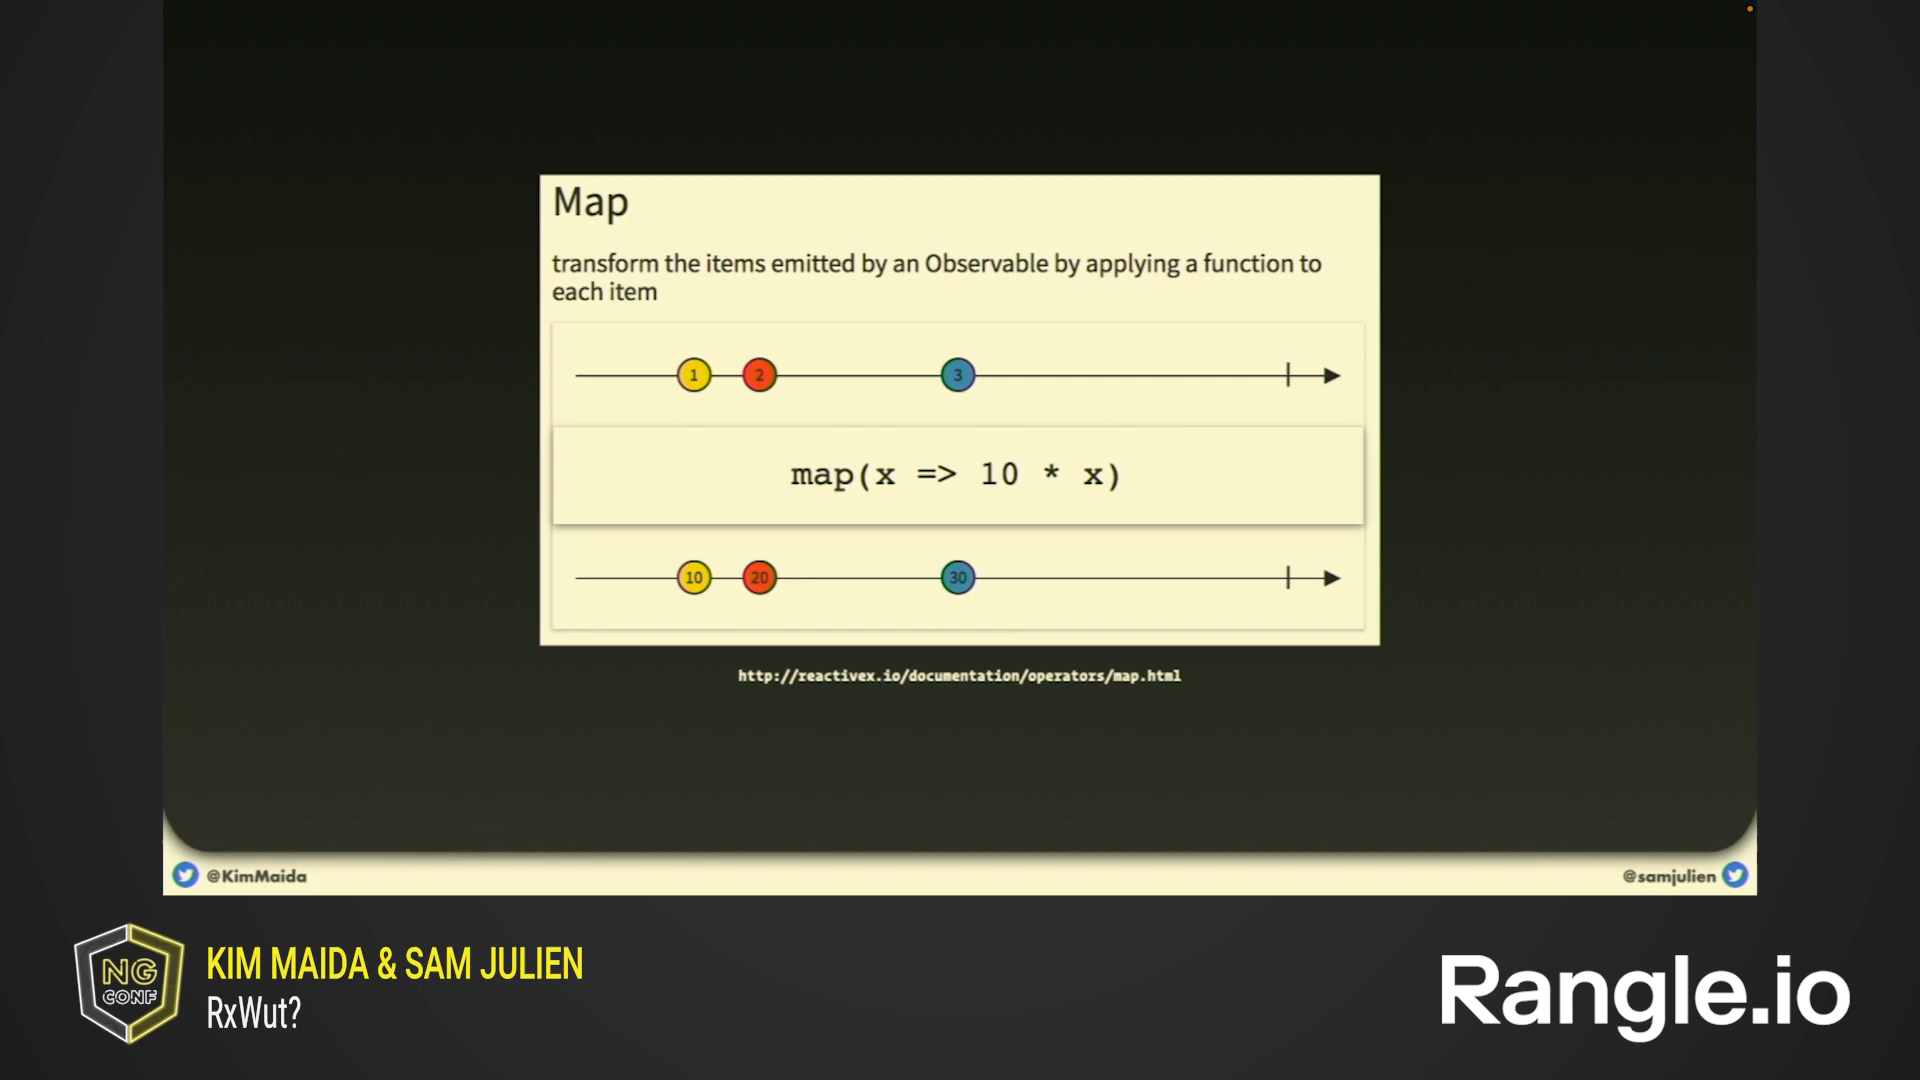 Map
transform the items emitted by an Observable by applying a function to
each item
1 2 3
map(x => 10 * x)
10 20 30
http://reactivex.io/documentation/operators/map.html
@KimMaida @samjulien
NG
CONF
KIM MAIDA & SAM JULIEN
RxWut?
Rangle.io